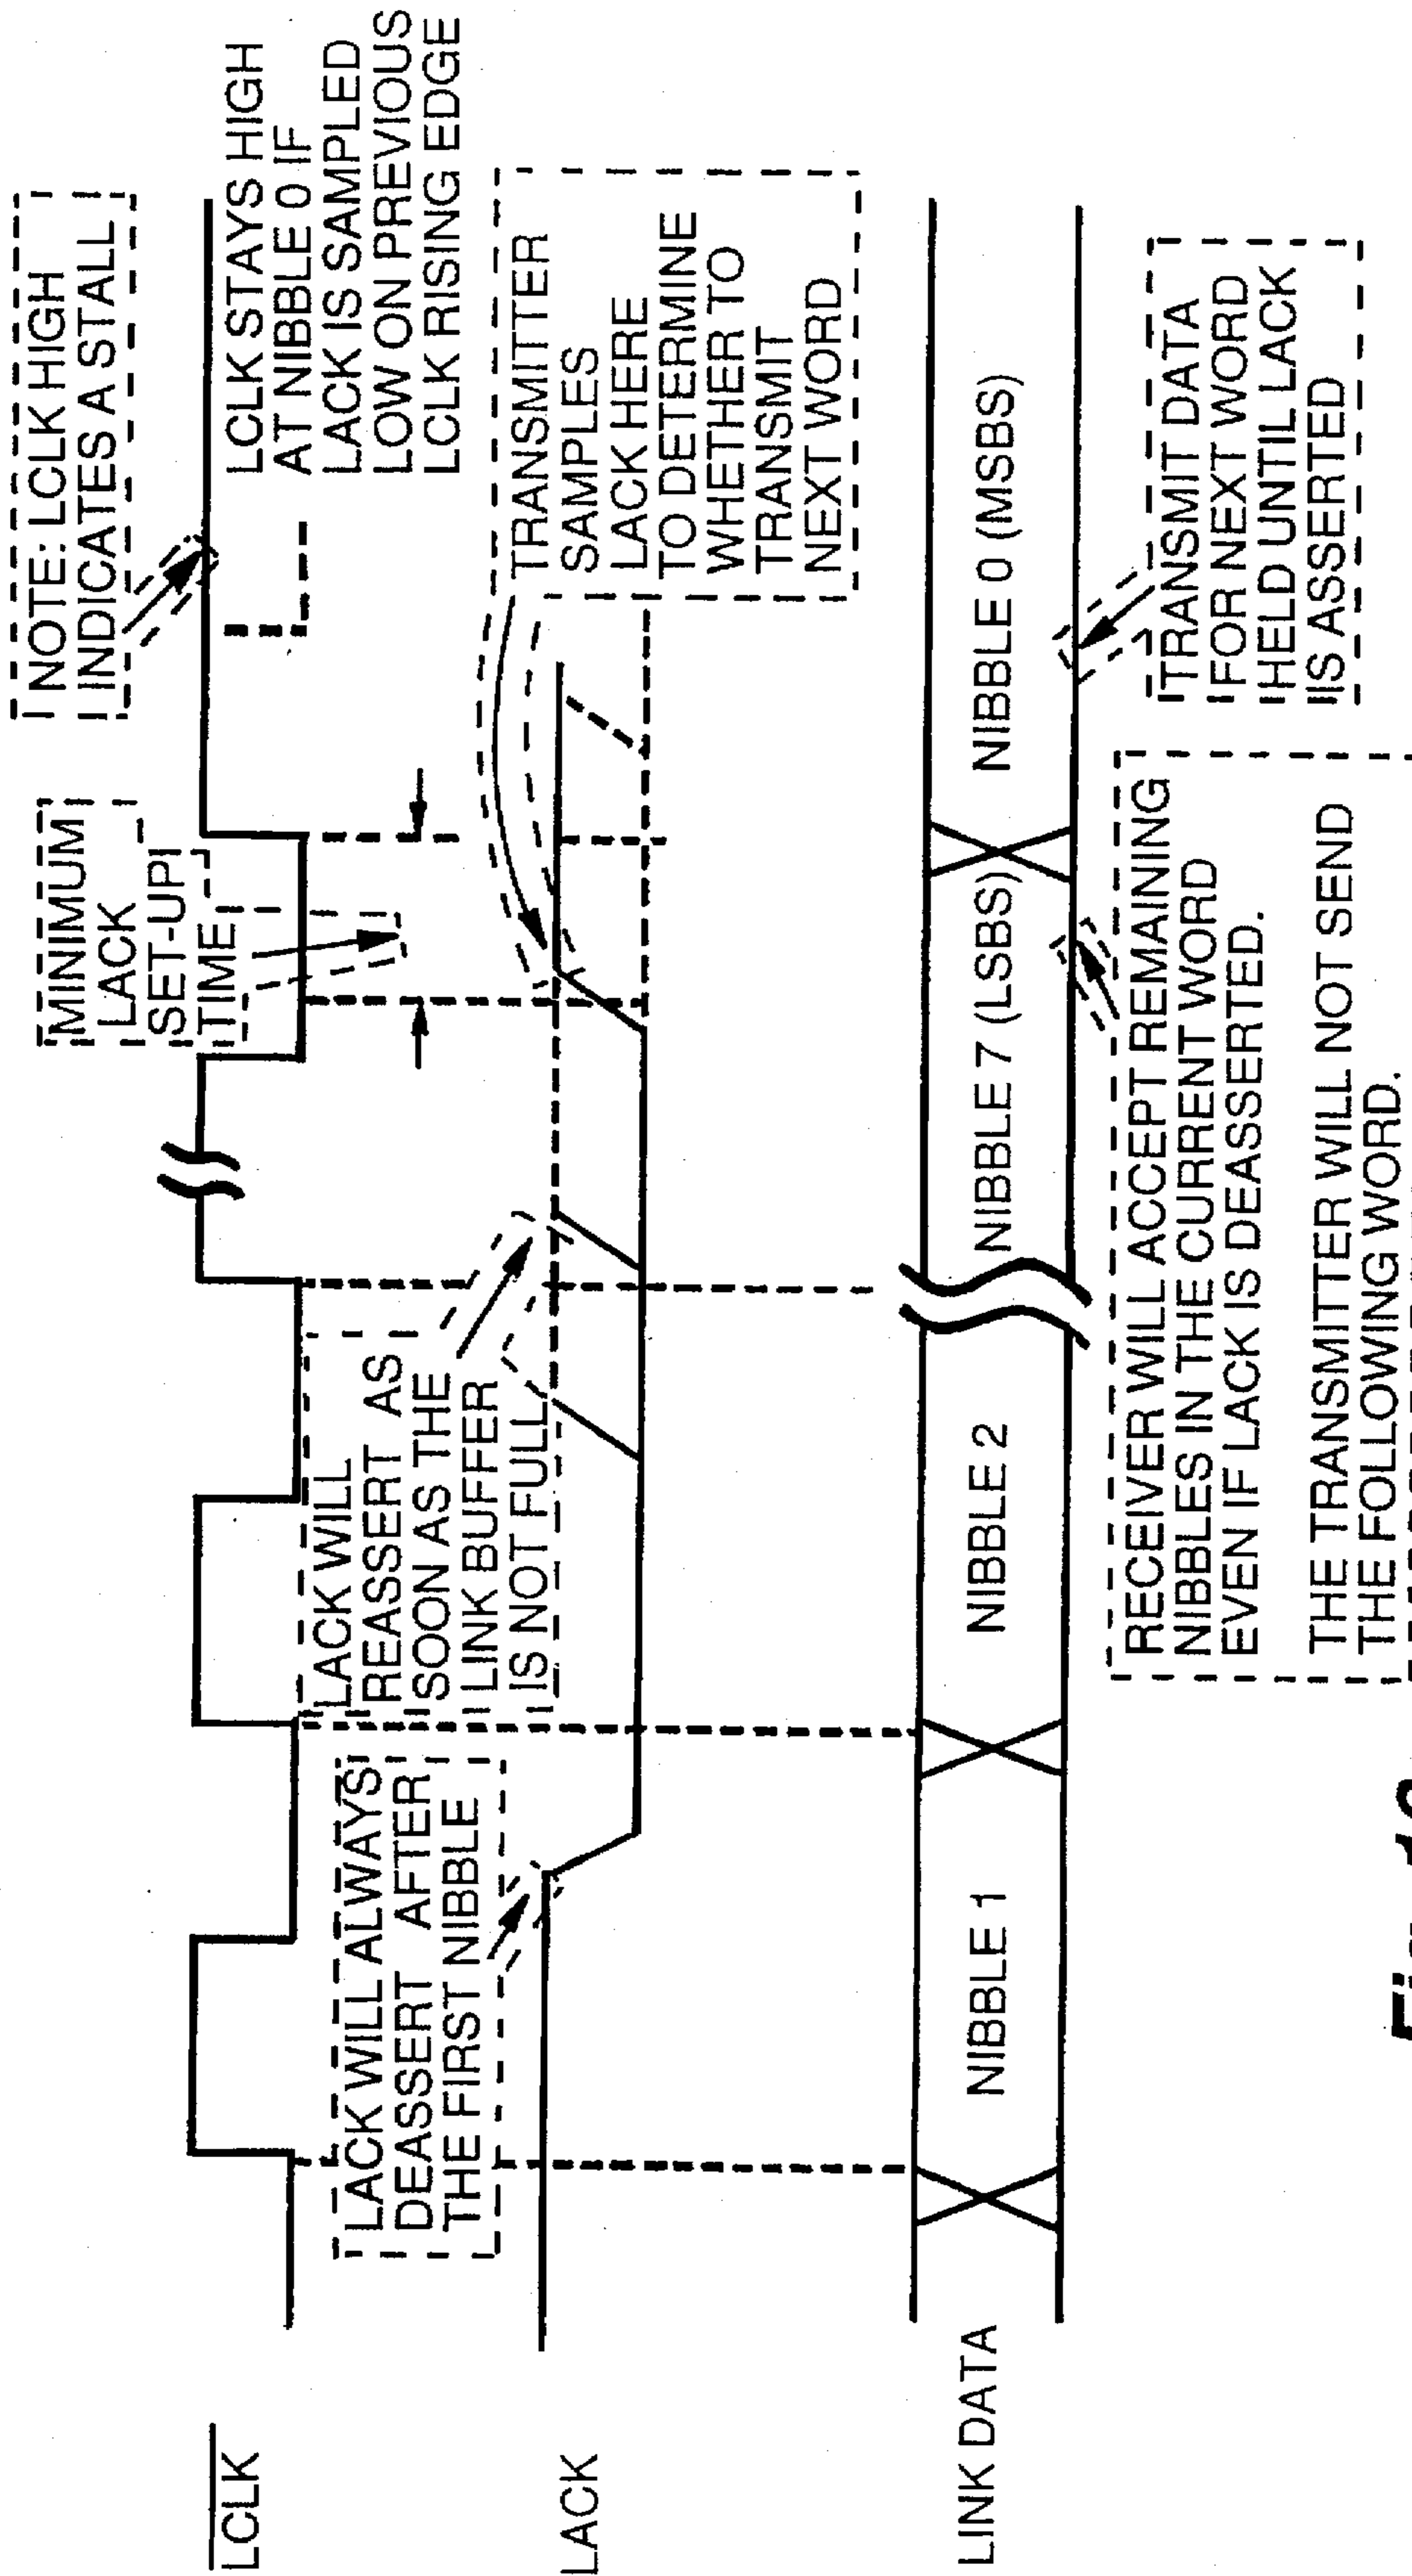 LCLK
NOTE: LCLK HIGH
INDICATES A STALL
MINIMUM
LACK
SET-UP
TIME
LCLK STAYS HIGH
AT NIBBLE 0 IF
LACK IS SAMPLED
LOW ON PREVIOUS
LCLK RISING EDGE
LACK WILL ALWAYS
DEASSERT AFTER
THE FIRST NIBBLE
LACK WILL
REASSERT AS
SOON AS THE
LINK BUFFER
IS NOT FULL
TRANSMITTER
SAMPLES
LACK HERE
TO DETERMINE
WHETHER TO
TRANSMIT
NEXT WORD
LACK
LINK DATA
NIBBLE 1
NIBBLE 2
NIBBLE 7 (LSBS)
NIBBLE 0 (MSBS)
RECEIVER WILL ACCEPT REMAINING
NIBBLES IN THE CURRENT WORD
EVEN IF LACK IS DEASSERTED.
THE TRANSMITTER WILL NOT SEND
THE FOLLOWING WORD.
TRANSMIT DATA
FOR NEXT WORD
HELD UNTIL LACK
IS ASSERTED